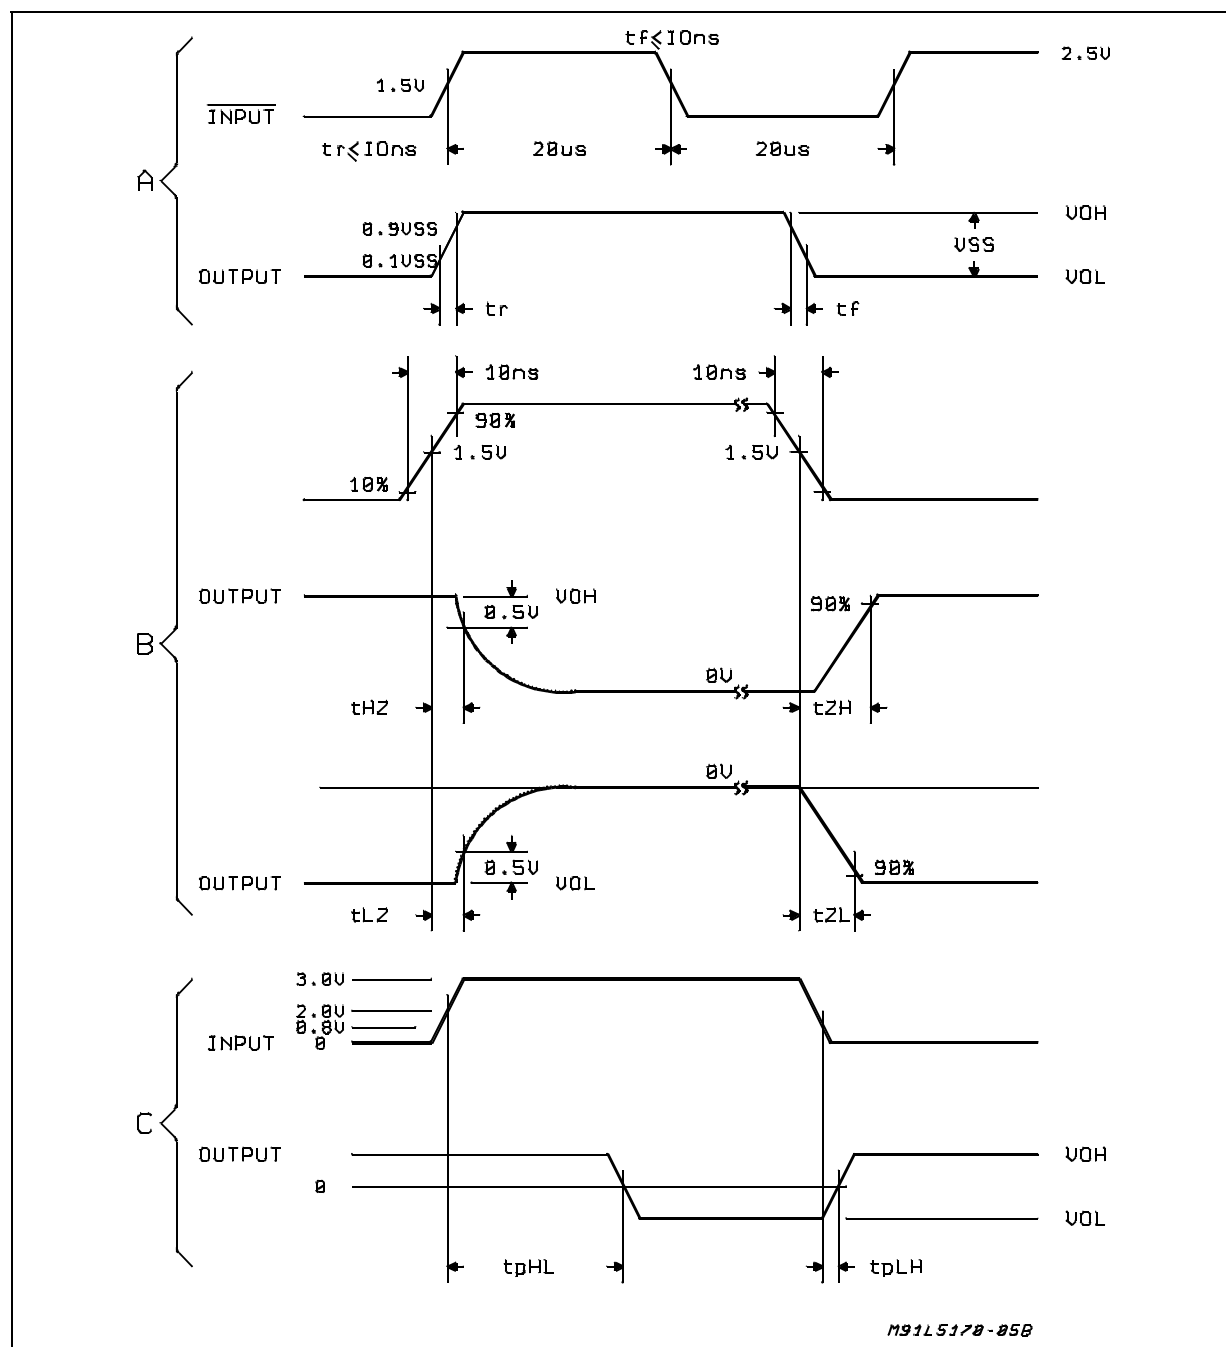 tf≤10ns
2.5V
1.5V
INPUT
tr≤10ns
20us
20us
A
VOH
0.9VSS
VSS
0.1VSS
OUTPUT
VOL
tr
tf
10ns
10ns
90%
1.5V
1.5V
10%
OUTPUT
VOH
0.5V
90%
B
0V
tHZ
tZH
0V
0.5V
90%
OUTPUT
VOL
tLZ
tZL
3.0V
2.0V
0.8V
INPUT
0
C
OUTPUT
VOH
0
VOL
tpHL
tpLH
M91L5170-05B